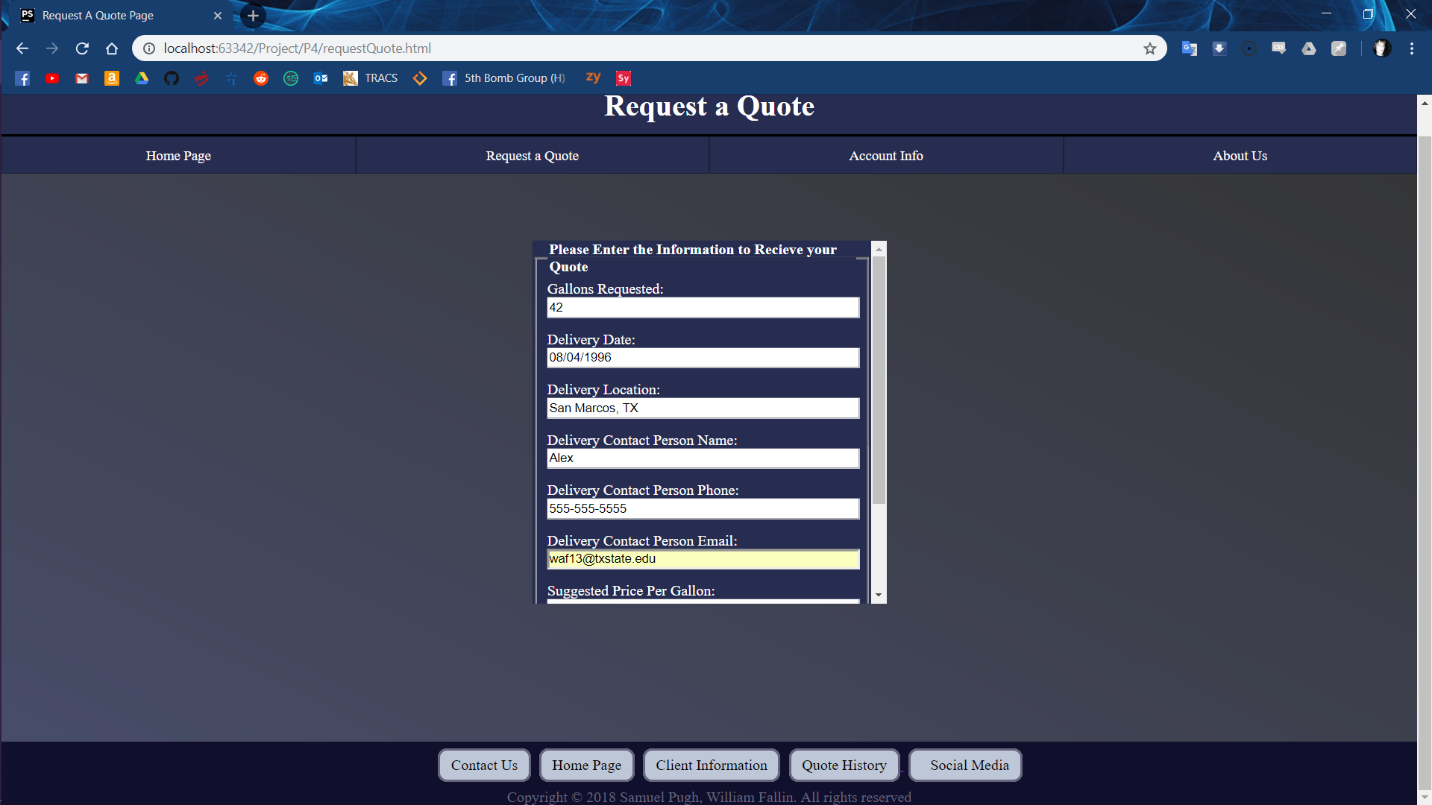 Request A Quote Page
localhost:63342/Project/P4/requestQuote.html
TRACS
5th Bomb Group (H)
zy
Sy
Request a Quote
Home Page
Request a Quote
Account Info
About Us
Please Enter the Information to Recieve your
Quote
Gallons Requested:
42
Delivery Date:
08/04/1996
Delivery Location:
San Marcos, TX
Delivery Contact Person Name:
Alex
Delivery Contact Person Phone:
555-555-5555
Delivery Contact Person Email:
waf13@txstate.edu
Suggested Price Per Gallon:
Contact Us
Home Page
Client Information
Quote History
Social Media
Copyright © 2018 Samuel Pugh, William Fallin. All rights reserved